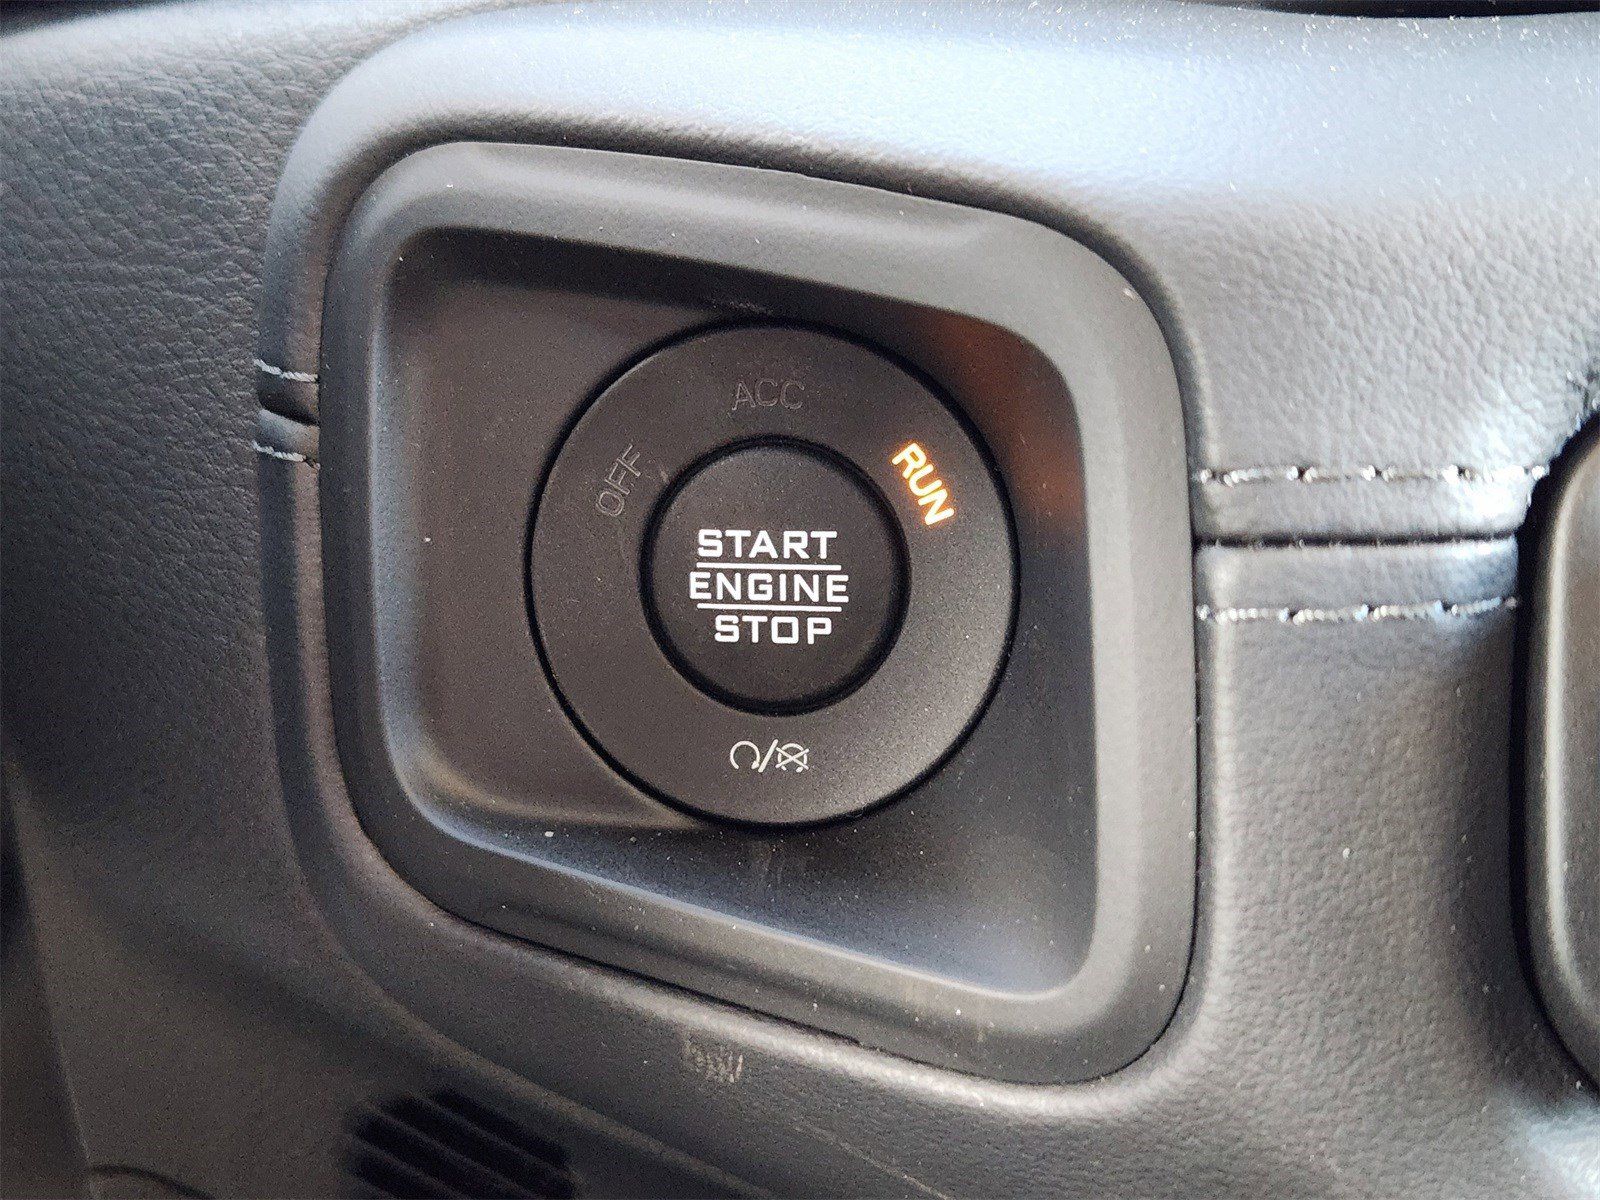 ACC
OFF
RUN
START
ENGINE
STOP